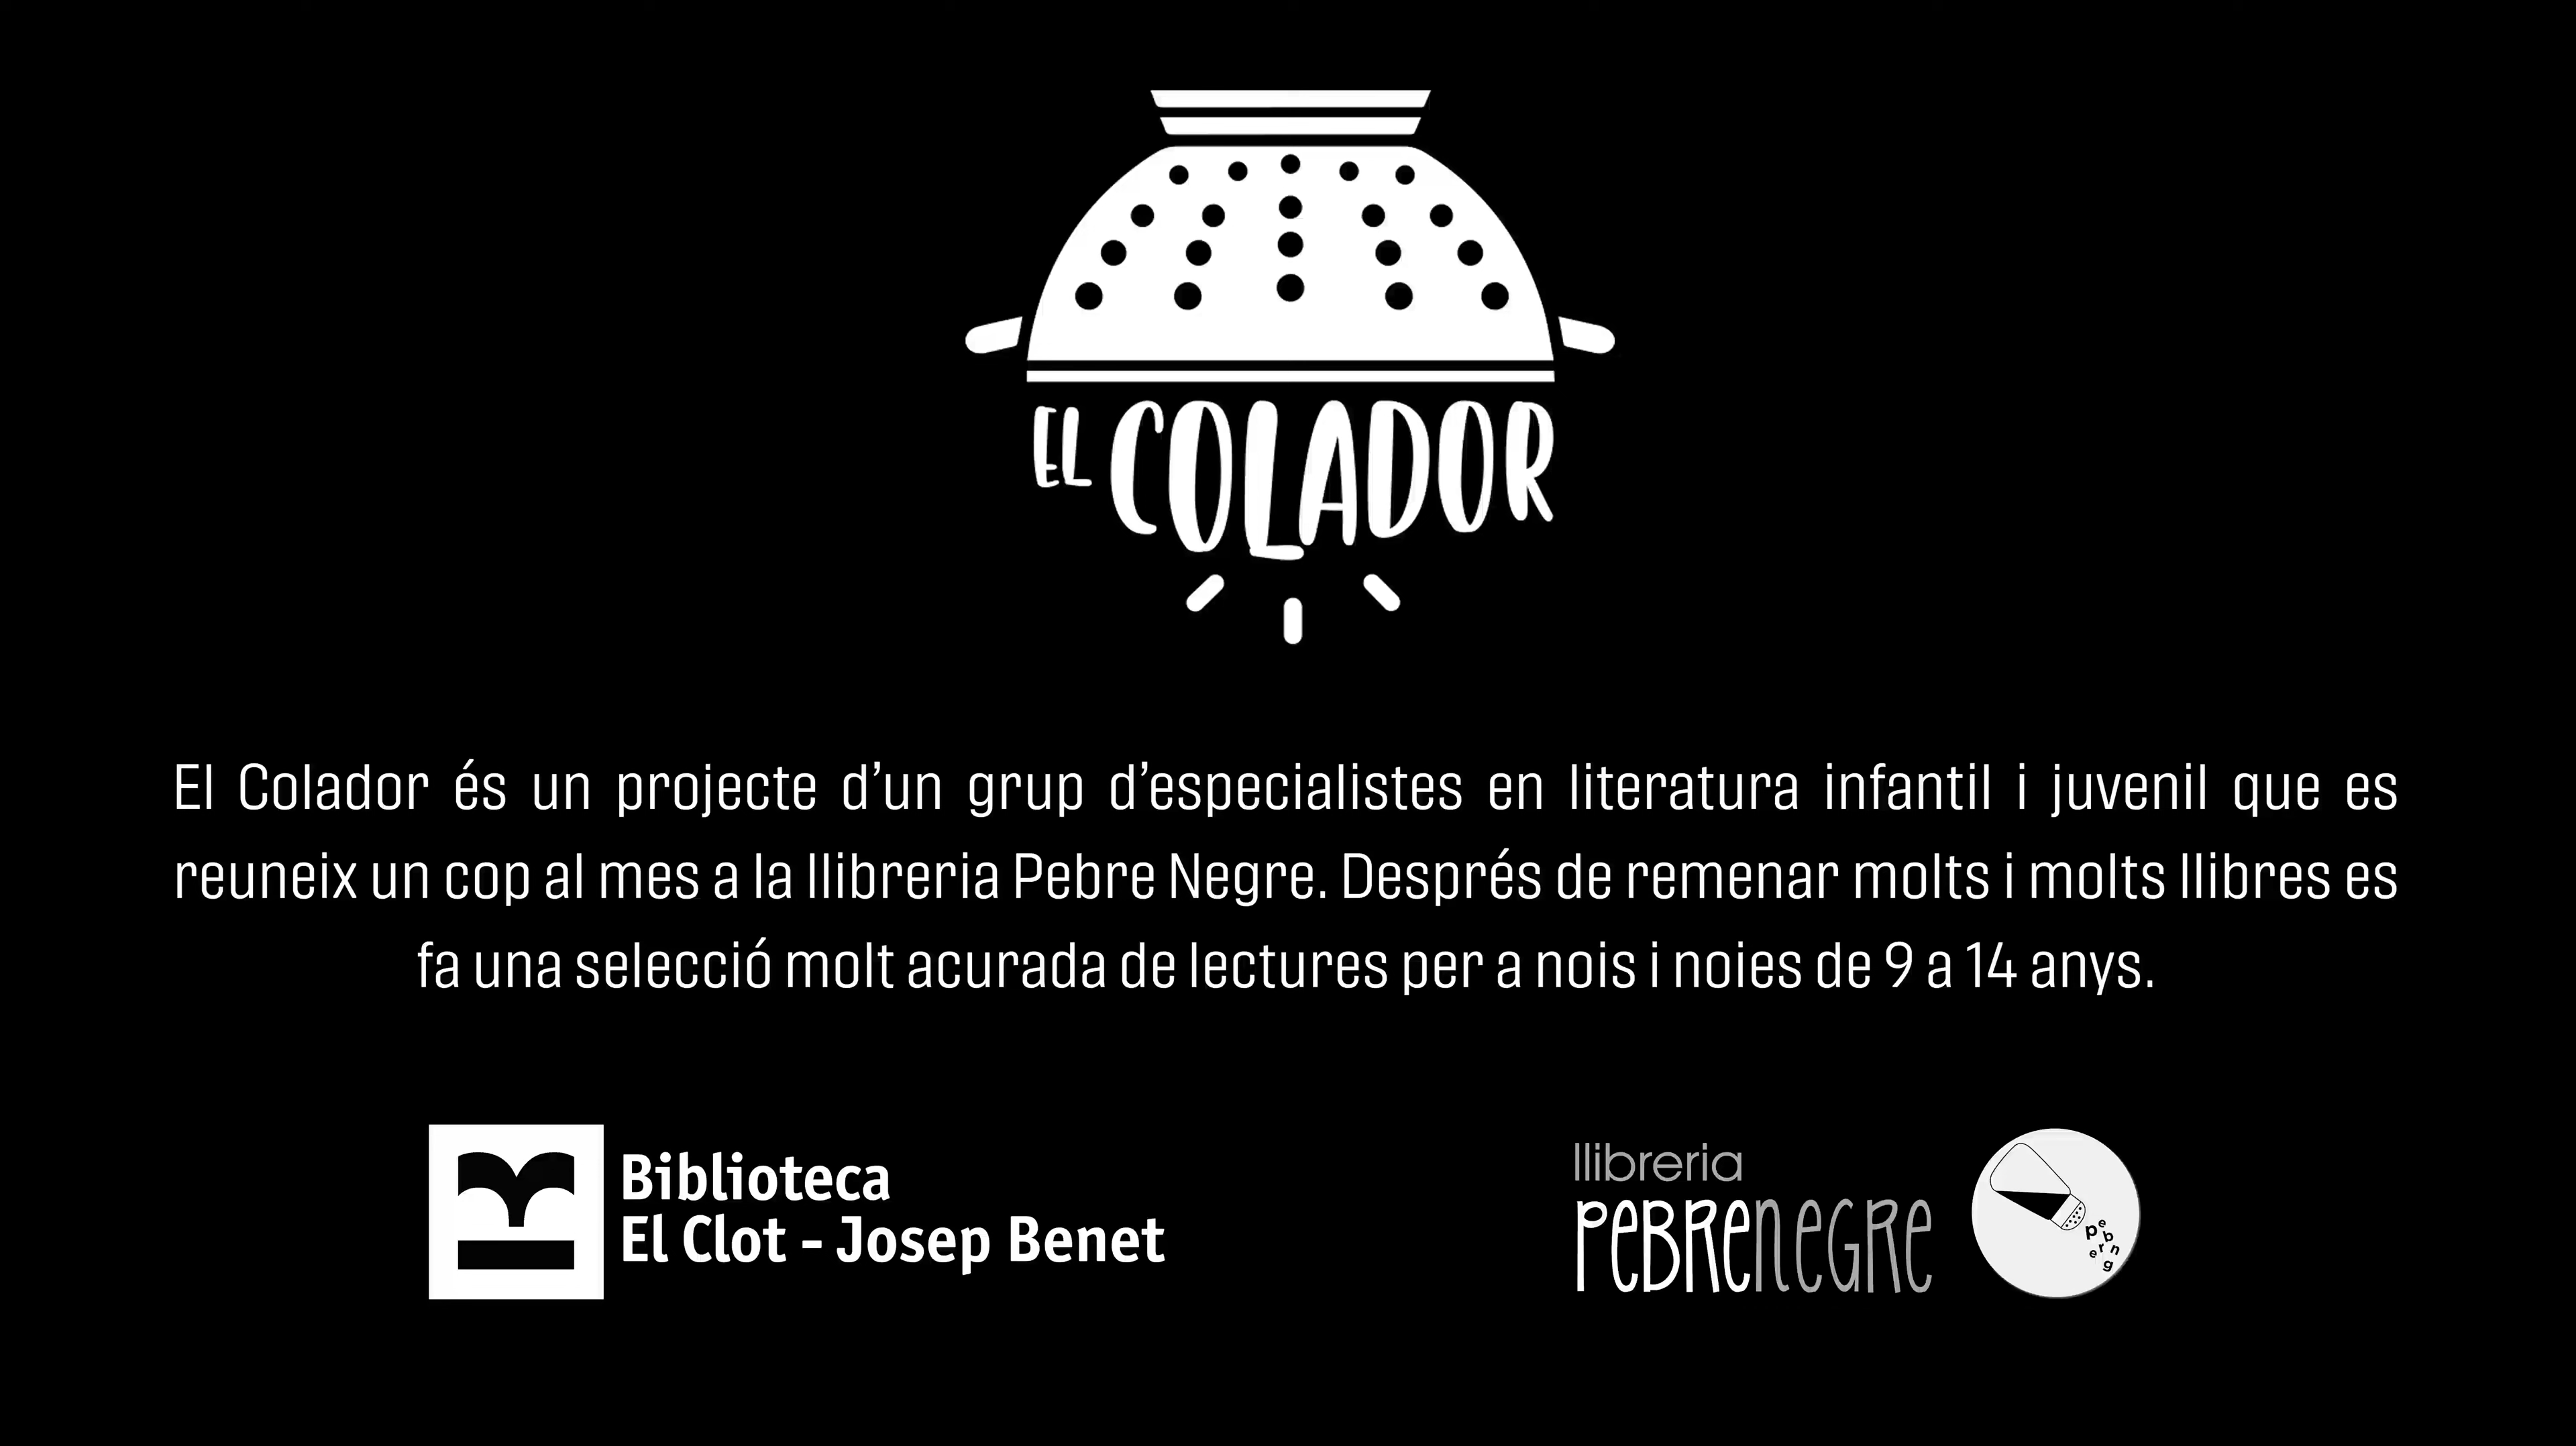 EL COLADOR
El Colador és un projecte d’un grup d’especialistes en literatura infantil i juvenil que es
reuneix un cop al mes a la llibreria Pebre Negre. Després de remenar molts i molts llibres es
fa una selecció molt acurada de lectures per a nois i noies de 9 a 14 anys.
Biblioteca
El Clot - Josep Benet
llibreria
PEBRENEGRE
pebreneg